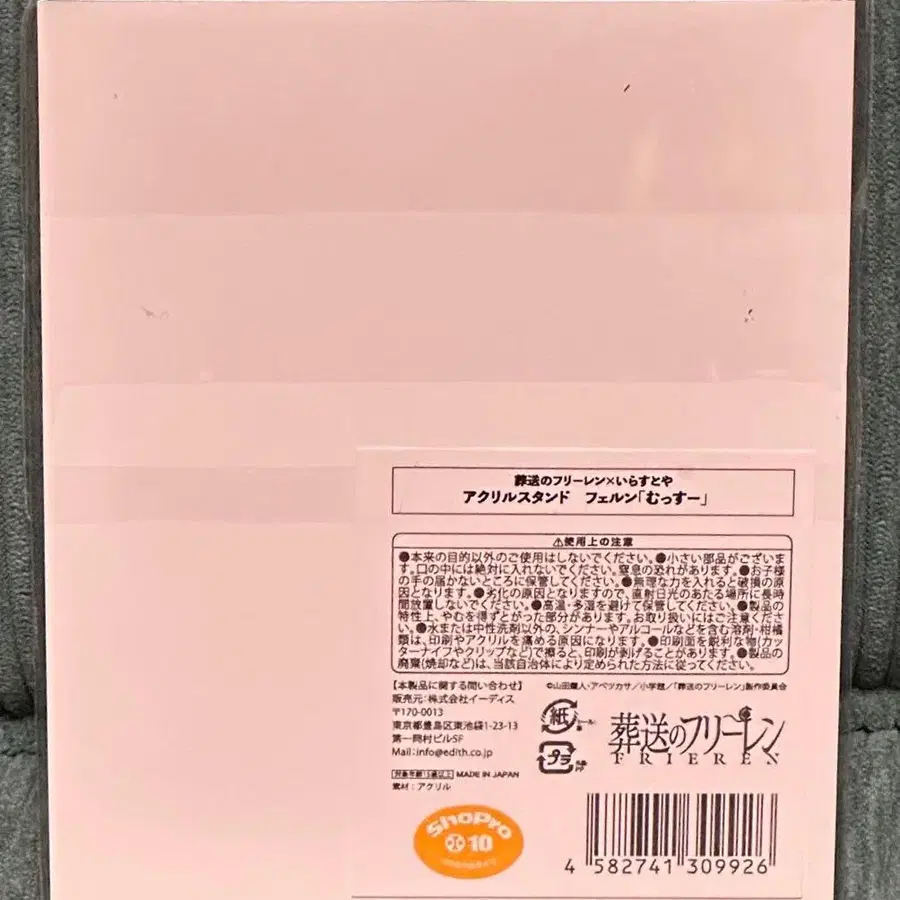 葬送のフリーレン×いらすとや
アクリルスタンド フェルン「むっすー」
⚠使用上の注意
●本来の目的以外のご使用はしないでください。●小さい部品がございま
す。口の中には絶対に入れないでください。窒息の恐れがあります。●お子様
の手の届かないところに保管してください。●無理な力を入れると破損の原
因となります。●劣化の原因となりますので、直射日光のあたる場所に長時
間放置しないでください。●高温・多湿を避けて保管してください。●製品の
特性上、やむを得ずとがった部分があります。お取り扱いにはご注意くださ
い。●水または中性洗剤以外の、シンナーやアルコールなどを含む溶剤・柑橘
類は、印刷やアクリルを痛める原因になります。●印刷面を鋭利な物(カッ
ターナイフやクリップなど)で擦ると、印刷が剥げることがあります。●製品の
廃棄(焼却など)は、当該自治体により定められた方法に従ってください。
【本製品に関する問い合わせ】
販売元：株式会社イーディス
〒170-0013
東京都豊島区東池袋1-23-13
第一岡村ビル5F
Mail：info@edith.co.jp
対象年齢15歳以上 MADE IN JAPAN
素材：アクリル
©山田鐘人・アベツカサ／小学館／「葬送のフリーレン」製作委員会
紙
プラ
葬送のフリーレン
FRIEREN
ShoPro
10
4 582741 309926